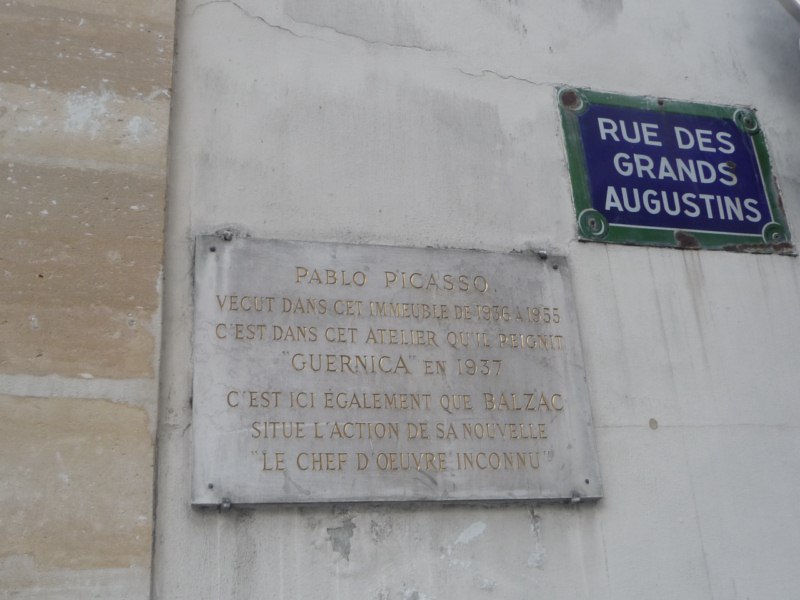 RUE DES
GRANDS
AUGUSTINS
PABLO PICASSO
VECUT DANS CET IMMEUBLE DE 1936 A 1955
C'EST DANS CET ATELIER QU'IL PEIGNIT
"GUERNICA" EN 1937
C'EST ICI ÉGALEMENT QUE BALZAC
SITUE L'ACTION DE SA NOUVELLE
"LE CHEF D'OEUVRE INCONNU"